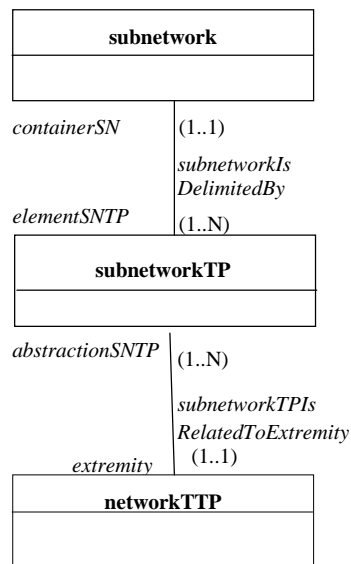 subnetwork
containerSN (1..1)
subnetworkIs
DelimitedBy
elementSNTP (1..N)
subnetworkTP
abstractionSNTP (1..N)
subnetworkTPIs
RelatedToExtremity
extremity (1..1)
networkTTP